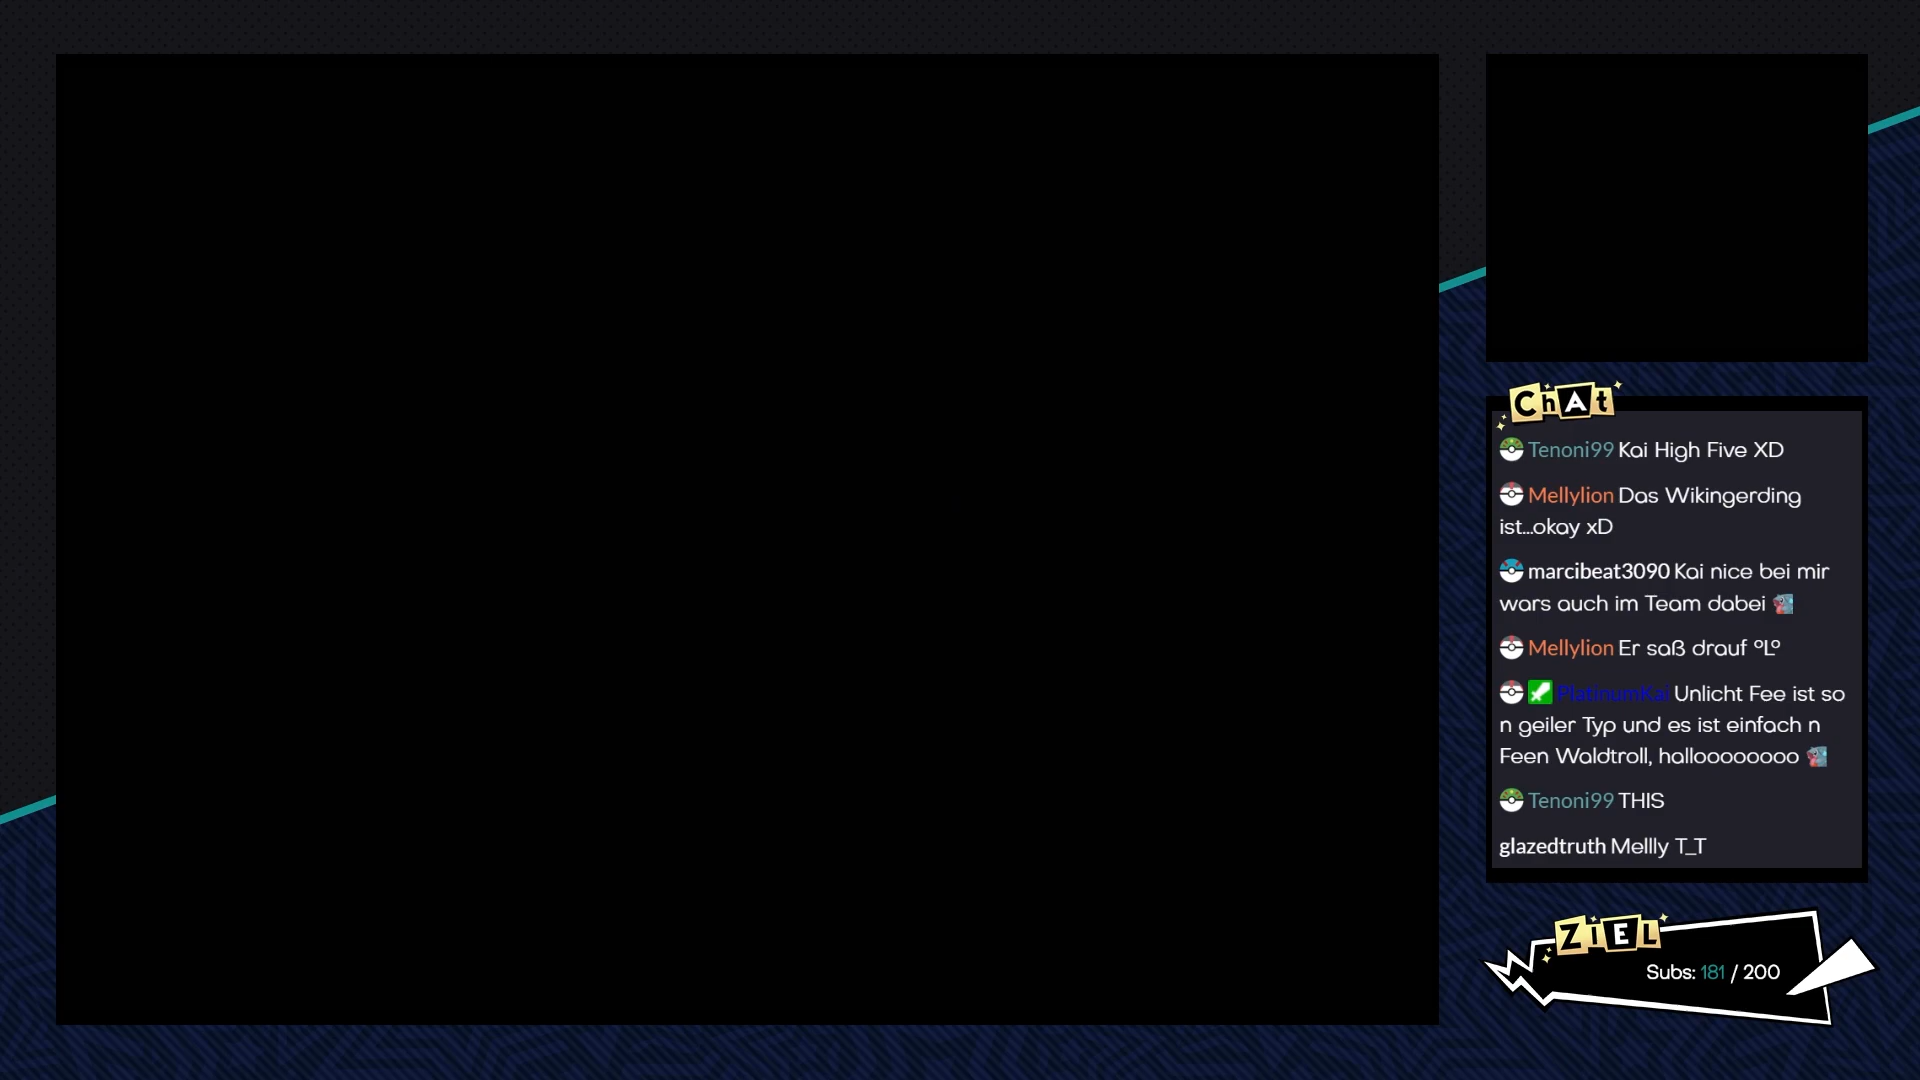 ChAt
Tenoni99 Kai High Five XD
Mellylion Das Wikingerding
ist...okay xD
marcibeat3090 Kai nice bei mir
wars auch im Team dabei
Mellylion Er saß drauf ºLº
PlatinumKai Unlicht Fee ist so
n geiler Typ und es ist einfach n
Feen Waldtroll, halloooooooo
Tenoni99 THIS
glazedtruth Mellly T_T
ZiEL
Subs: 181 / 200